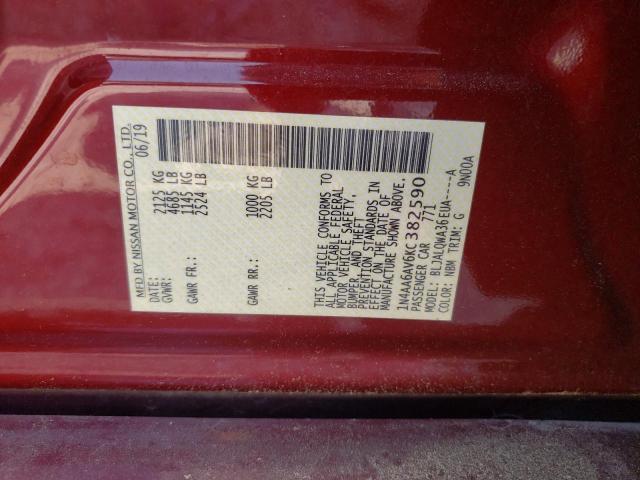 MFD BY NISSAN MOTOR CO., LTD.
DATE: 06/19
GVWR: 2125 KG
4685 LB
GAWR FR: 1145 KG
2524 LB
GAWR RR: 1000 KG
2205 LB
THIS VEHICLE CONFORMS TO
ALL APPLICABLE FEDERAL
MOTOR VEHICLE SAFETY,
BUMPER, AND THEFT
PREVENTION STANDARDS IN
EFFECT ON THE DATE OF
MANUFACTURE SHOWN ABOVE.
1N4AA6AV6KC382590
PASSENGER CAR 771
MODEL: BLJALQWA36EUA----A
COLOR: NBM TRIM: G 9N00A